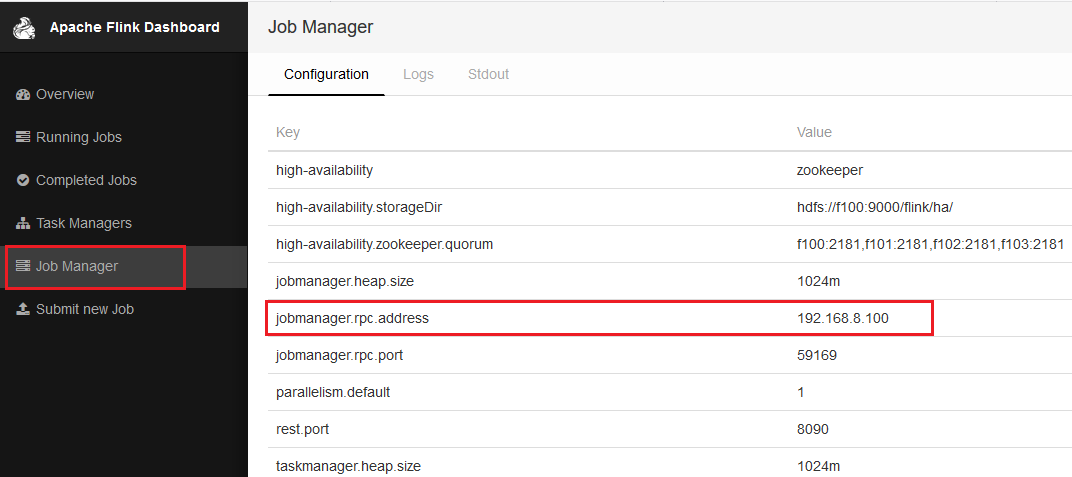 Apache Flink Dashboard
Overview
Running Jobs
Completed Jobs
Task Managers
Job Manager
Submit new Job
Job Manager
Configuration Logs Stdout
Key Value
high-availability zookeeper
high-availability.storageDir hdfs://f100:9000/flink/ha/
high-availability.zookeeper.quorum f100:2181,f101:2181,f102:2181,f103:2181
jobmanager.heap.size 1024m
jobmanager.rpc.address 192.168.8.100
jobmanager.rpc.port 59169
parallelism.default 1
rest.port 8090
taskmanager.heap.size 1024m